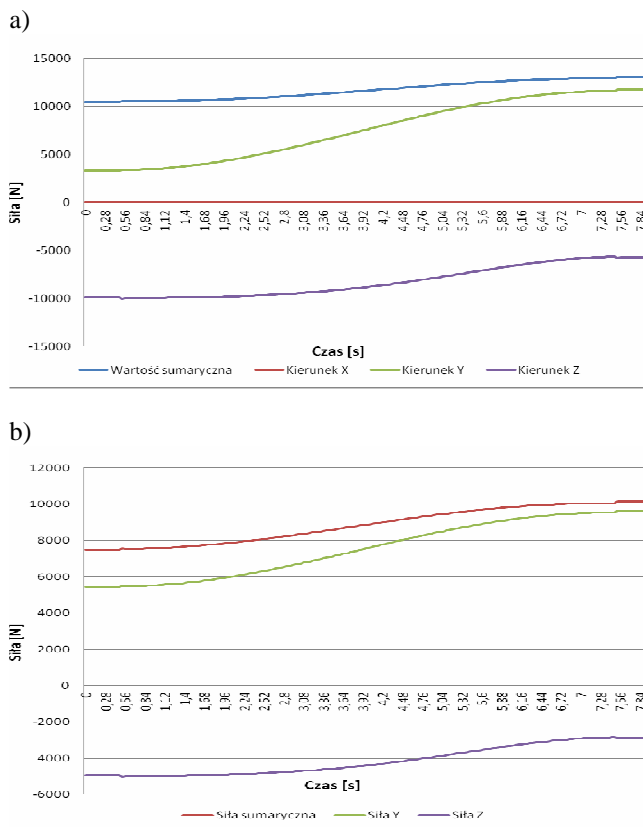 a)
15000
10000
5000
0
-5000
-10000
-15000
Siła [N]
0 0,28 0,56 0,84 1,12 1,4 1,68 1,96 2,24 2,52 2,8 3,08 3,36 3,64 3,92 4,2 4,48 4,76 5,04 5,32 5,6 5,88 6,16 6,44 6,72 7 7,28 7,56 7,84
Czas [s]
Wartość sumaryczna Kierunek X Kierunek Y Kierunek Z
b)
12000
10000
8000
6000
4000
2000
0
-2000
-4000
-6000
Siła [N]
0 0,28 0,56 0,84 1,12 1,4 1,68 1,96 2,24 2,52 2,8 3,08 3,36 3,64 3,92 4,2 4,48 4,76 5,04 5,32 5,6 5,88 6,16 6,44 6,72 7 7,28 7,56 7,84
Czas [s]
Siła sumaryczna Siła Y Siła Z